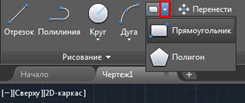 Перенести
Отрезок Полилиния Круг Дуга
Прямоугольник
Рисование
Полигон
Начало Чертеж1
[−][Сверху][2D-каркас]